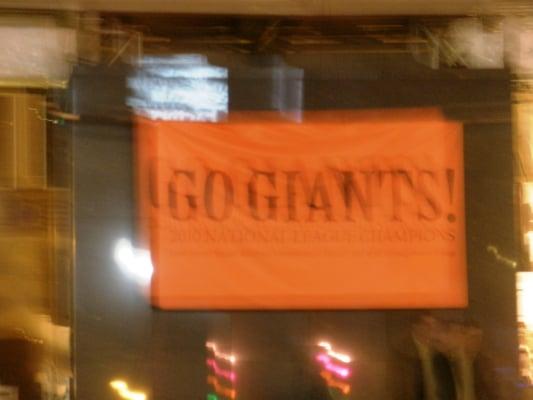 GO GIANTS!
2010 NATIONAL LEAGUE CHAMPIONS